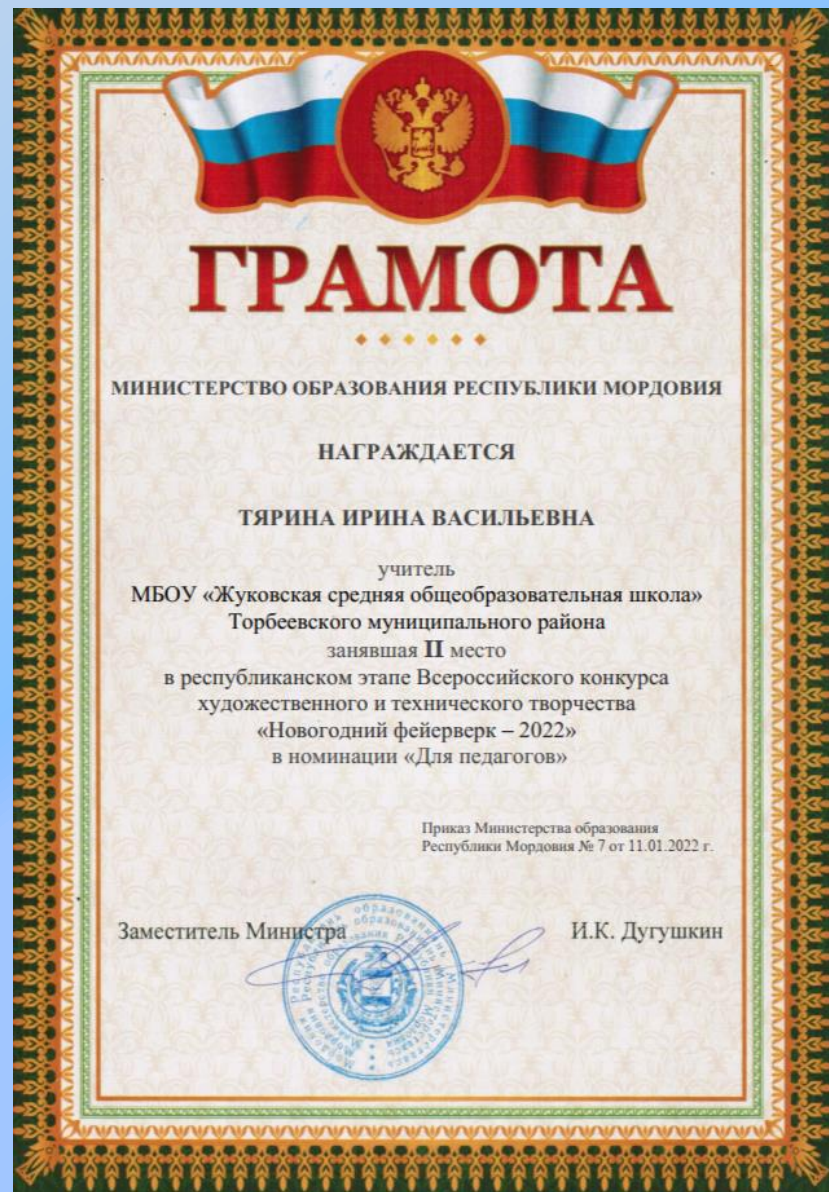 ГРАМОТА
МИНИСТЕРСТВО ОБРАЗОВАНИЯ РЕСПУБЛИКИ МОРДОВИЯ
НАГРАЖДАЕТСЯ
ТЯРИНА ИРИНА ВАСИЛЬЕВНА
учитель
МБОУ «Жуковская средняя общеобразовательная школа»
Торбеевского муниципального района
занявшая II место
в республиканском этапе Всероссийского конкурса
художественного и технического творчества
«Новогодний фейерверк – 2022»
в номинации «Для педагогов»
Приказ Министерства образования
Республики Мордовия № 7 от 11.01.2022 г.
Заместитель Министра И.К. Дугушкин